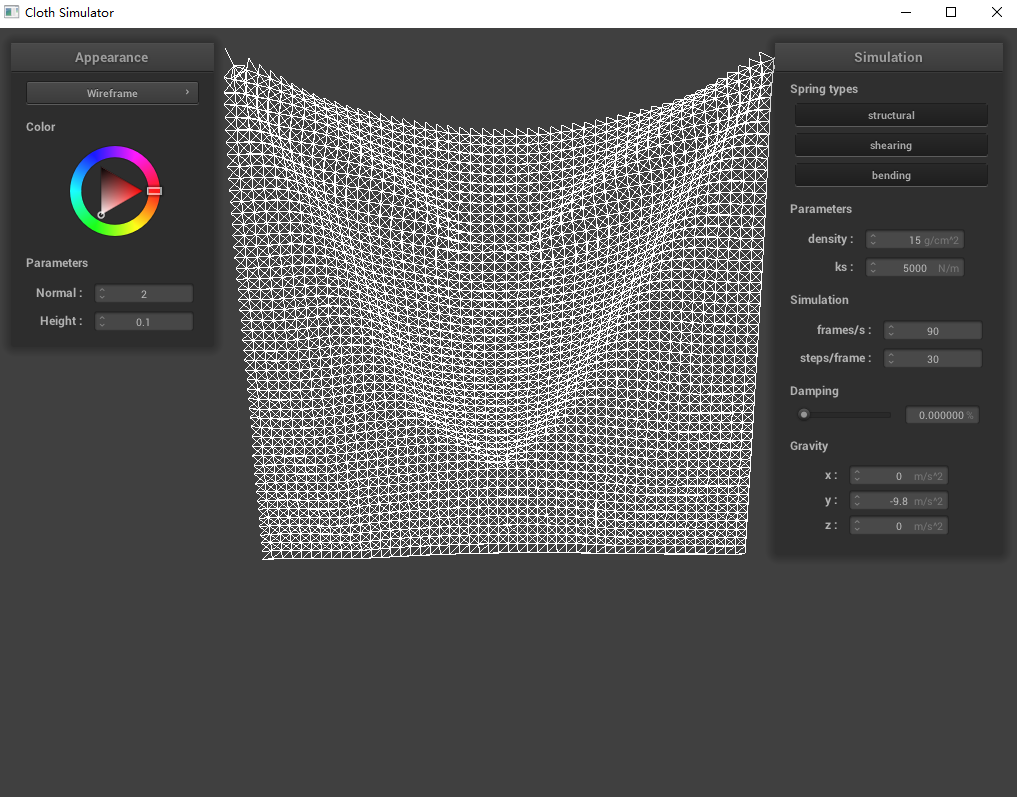 Cloth Simulator
Appearance
Wireframe
Color
Parameters
Normal : 2
Height : 0.1
Simulation
Spring types
structural
shearing
bending
Parameters
density : 15 g/cm^2
ks : 5000 N/m
Simulation
frames/s : 90
steps/frame : 30
Damping
0.000000 %
Gravity
x : 0 m/s^2
y : -9.8 m/s^2
z : 0 m/s^2